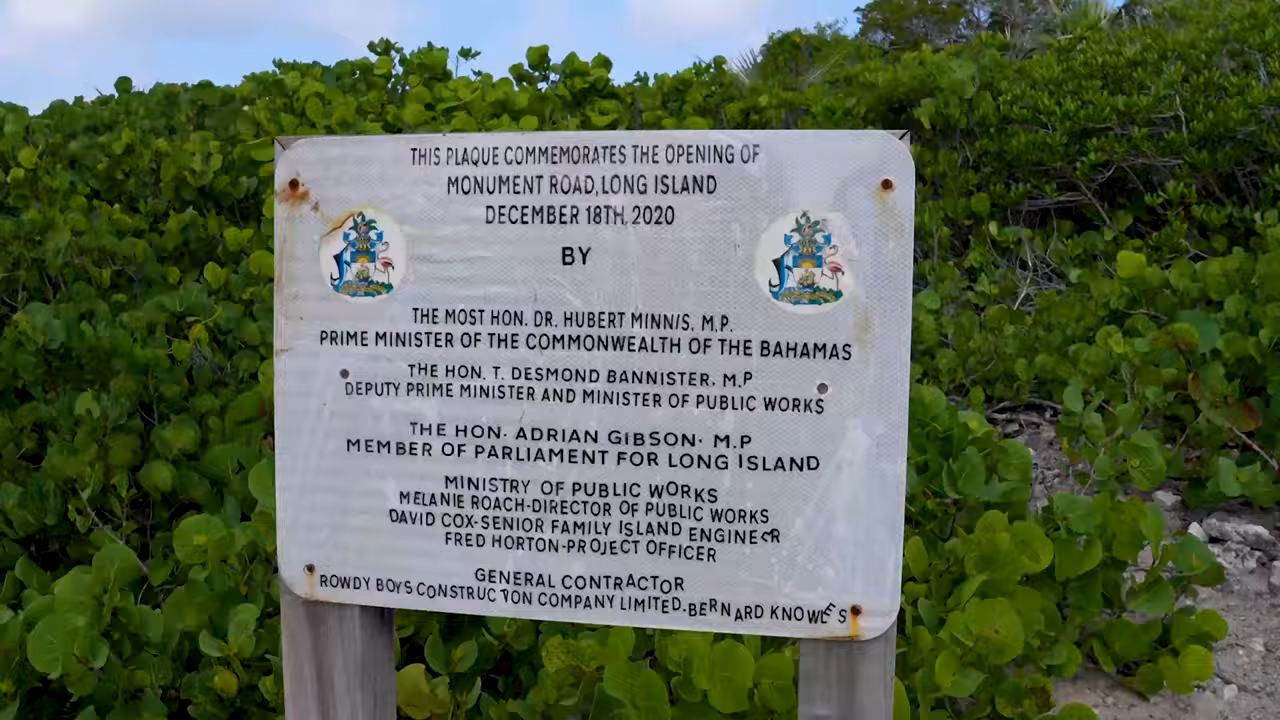 THIS PLAQUE COMMEMORATES THE OPENING OF
MONUMENT ROAD, LONG ISLAND
DECEMBER 18TH, 2020
BY
THE MOST HON. DR. HUBERT MINNIS, M.P.
PRIME MINISTER OF THE COMMONWEALTH OF THE BAHAMAS
THE HON. T. DESMOND BANNISTER, M.P
DEPUTY PRIME MINISTER AND MINISTER OF PUBLIC WORKS
THE HON. ADRIAN GIBSON. M.P
MEMBER OF PARLIAMENT FOR LONG ISLAND
MINISTRY OF PUBLIC WORKS
MELANIE ROACH-DIRECTOR OF PUBLIC WORKS
DAVID COX-SENIOR FAMILY ISLAND ENGINEER
FRED HORTON-PROJECT OFFICER
GENERAL CONTRACTOR
ROWDY BOYS CONSTRUCTION COMPANY LIMITED-BERNARD KNOWLES